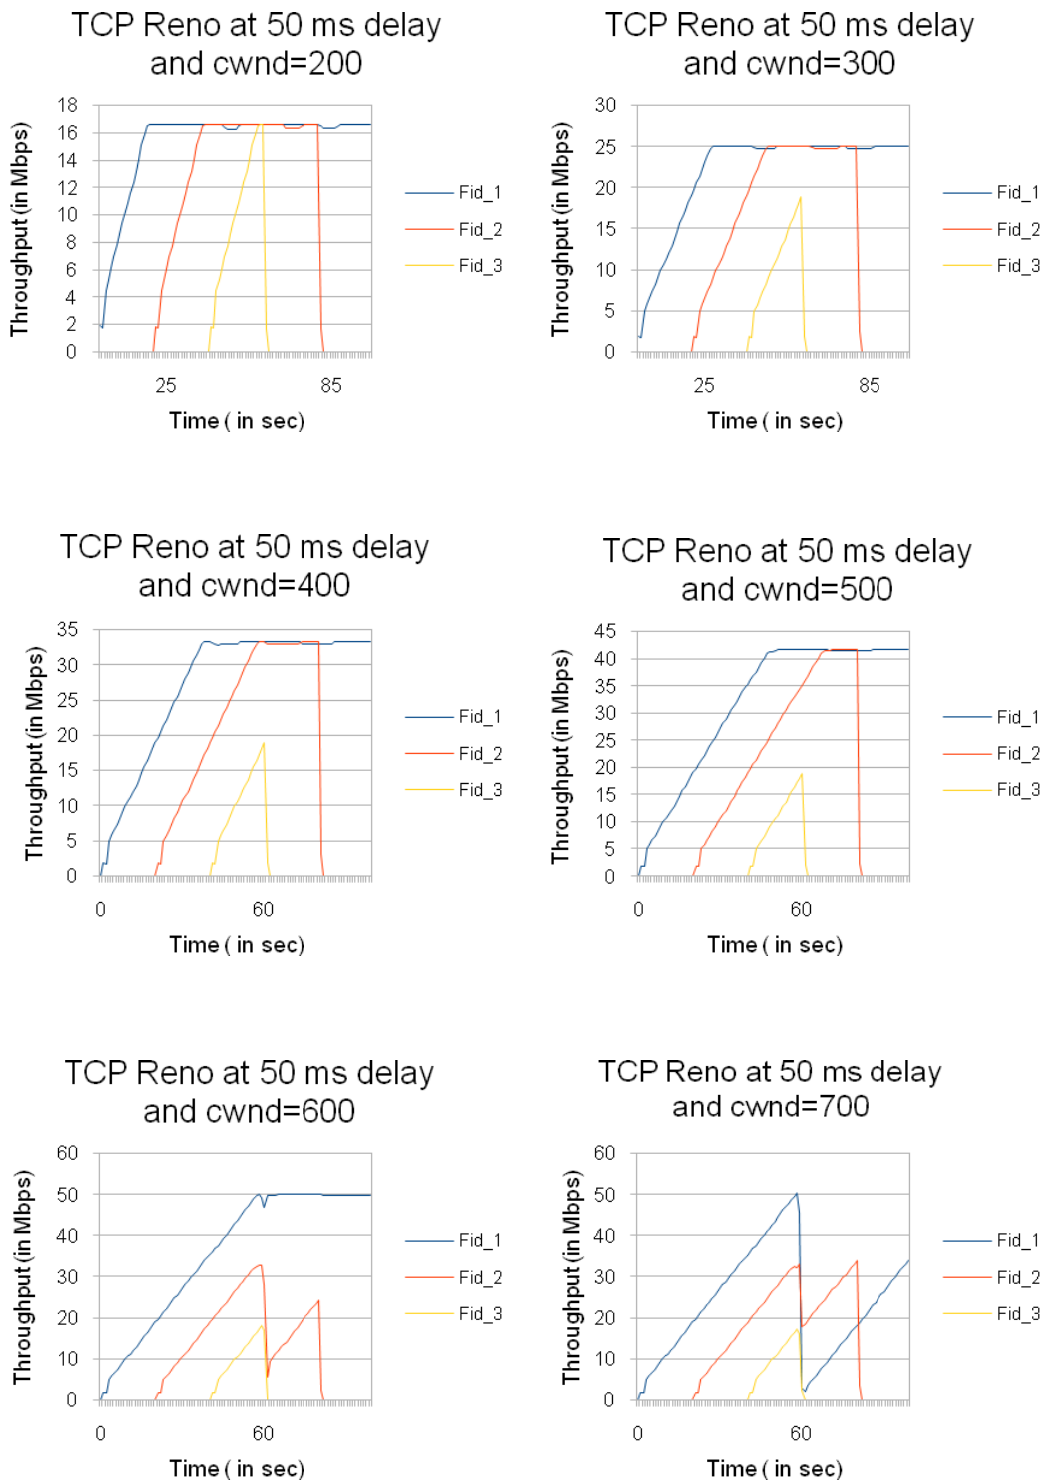 TCP Reno at 50 ms delay
and cwnd=200
Throughput (in Mbps)
18
16
14
12
10
8
6
4
2
0
25
85
Time ( in sec)
Fid_1
Fid_2
Fid_3
TCP Reno at 50 ms delay
and cwnd=300
Throughput (in Mbps)
30
25
20
15
10
5
0
25
85
Time ( in sec)
Fid_1
Fid_2
Fid_3
TCP Reno at 50 ms delay
and cwnd=400
Throughput (in Mbps)
35
30
25
20
15
10
5
0
0
60
Time ( in sec)
Fid_1
Fid_2
Fid_3
TCP Reno at 50 ms delay
and cwnd=500
Throughput (in Mbps)
45
40
35
30
25
20
15
10
5
0
0
60
Time ( in sec)
Fid_1
Fid_2
Fid_3
TCP Reno at 50 ms delay
and cwnd=600
Throughput (in Mbps)
60
50
40
30
20
10
0
0
60
Time ( in sec)
Fid_1
Fid_2
Fid_3
TCP Reno at 50 ms delay
and cwnd=700
Throughput (in Mbps)
60
50
40
30
20
10
0
0
60
Time ( in sec)
Fid_1
Fid_2
Fid_3